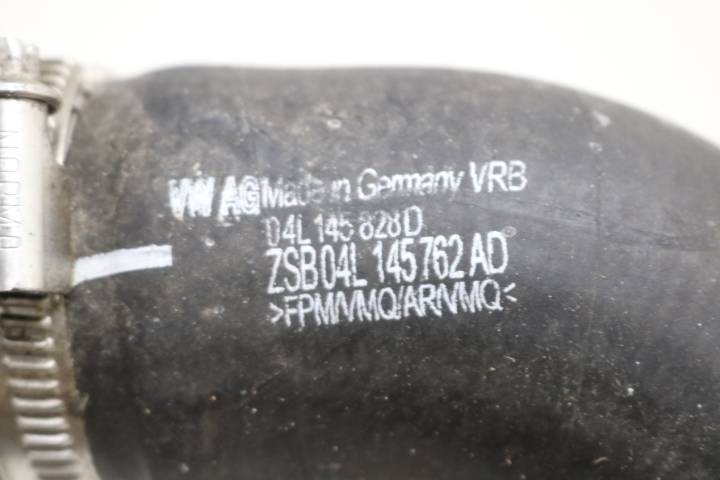 VW AG Made in Germany VRB
04L 145 828 D
ZSB 04L 145 762 AD
>FPM/VMQ/AR/VMQ<